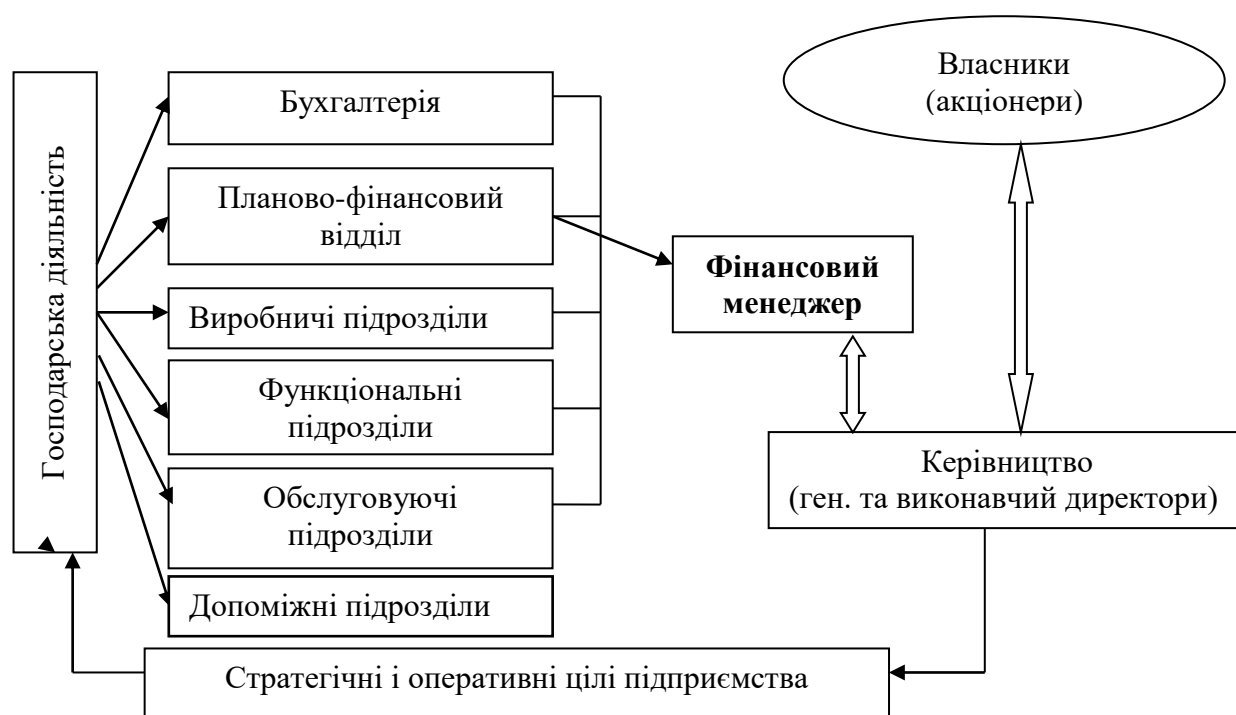 Господарська діяльність
Бухгалтерія
Планово-фінансовий
відділ
Виробничі підрозділи
Функціональні
підрозділи
Обслуговуючі
підрозділи
Допоміжні підрозділи
Фінансовий
менеджер
Власники
(акціонери)
Керівництво
(ген. та виконавчий директори)
Стратегічні і оперативні цілі підприємства